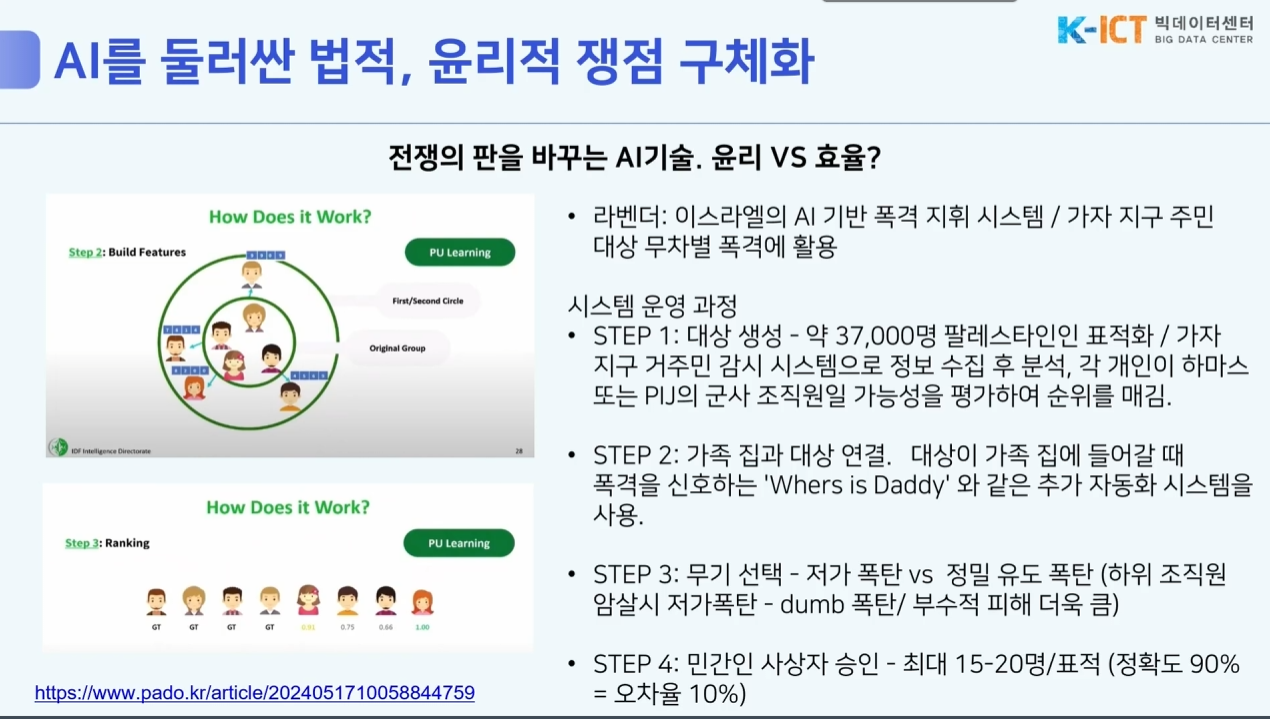 K-ICT 빅데이터센터
BIG DATA CENTER
AI를 둘러싼 법적, 윤리적 쟁점 구체화
전쟁의 판을 바꾸는 AI기술. 윤리 VS 효율?
How Does it Work?
Step 2: Build Features
PU Learning
First/Second Circle
Original Group
IDF Intelligence Directorate
28
How Does it Work?
Step 3: Ranking
PU Learning
GT GT GT GT 0.91 0.75 0.66 1.00
https://www.pado.kr/article/2024051710058844759
• 라벤더: 이스라엘의 AI 기반 폭격 지휘 시스템 / 가자 지구 주민
대상 무차별 폭격에 활용
시스템 운영 과정
• STEP 1: 대상 생성 - 약 37,000명 팔레스타인인 표적화 / 가자
지구 거주민 감시 시스템으로 정보 수집 후 분석, 각 개인이 하마스
또는 PIJ의 군사 조직원일 가능성을 평가하여 순위를 매김.
• STEP 2: 가족 집과 대상 연결. 대상이 가족 집에 들어갈 때
폭격을 신호하는 'Whers is Daddy' 와 같은 추가 자동화 시스템을
사용.
• STEP 3: 무기 선택 - 저가 폭탄 vs 정밀 유도 폭탄 (하위 조직원
암살시 저가폭탄 - dumb 폭탄/ 부수적 피해 더욱 큼)
• STEP 4: 민간인 사상자 승인 - 최대 15-20명/표적 (정확도 90%
= 오차율 10%)